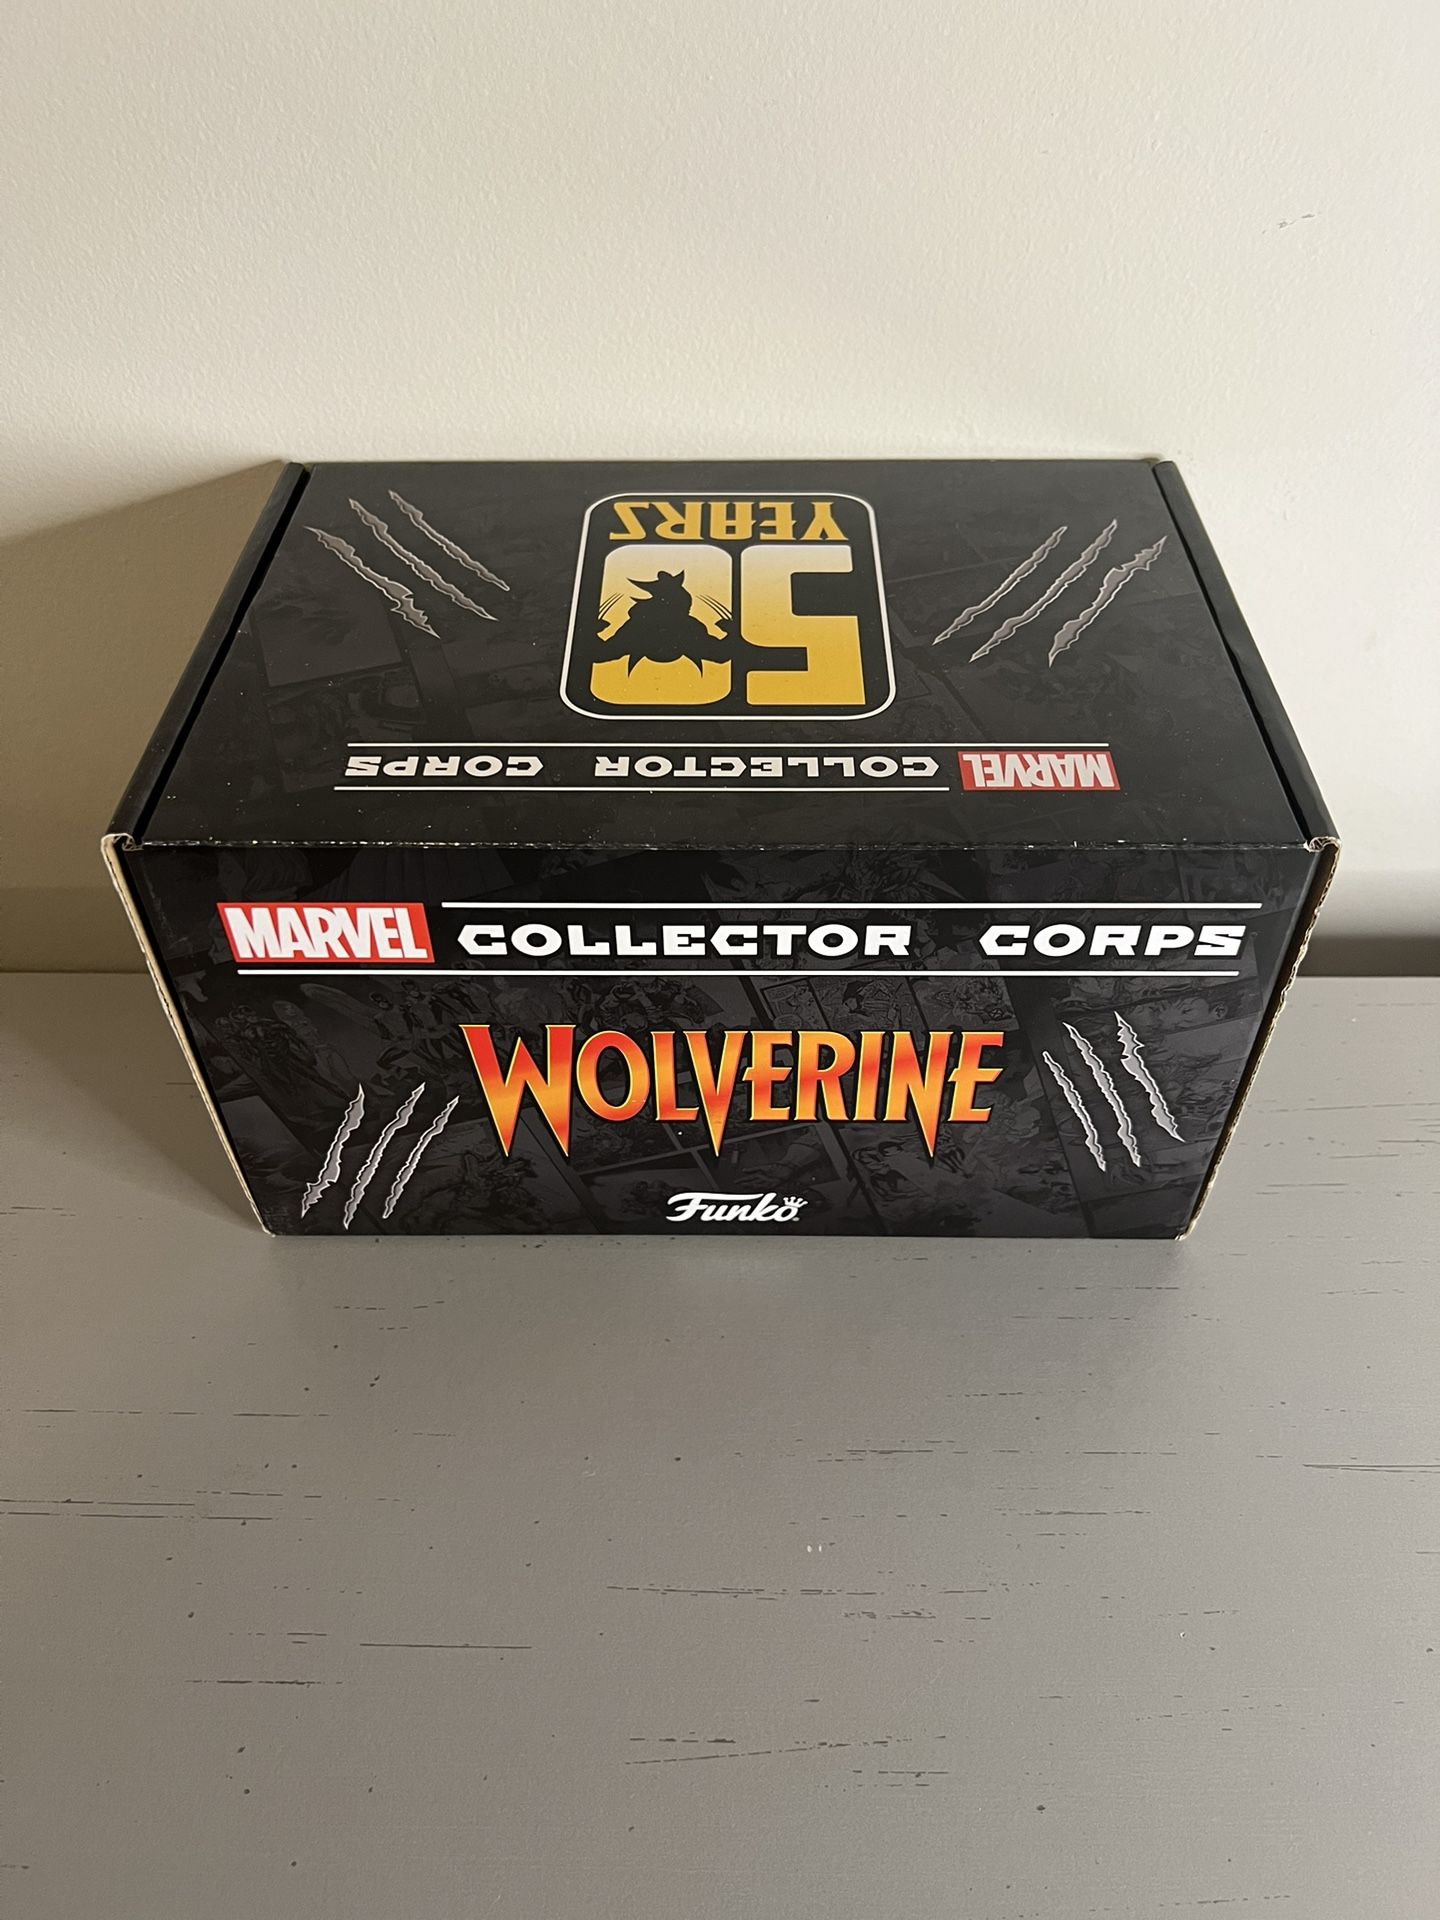 50
YEARS
MARVEL COLLECTOR CORPS
MARVEL COLLECTOR CORPS
WOLVERINE
Funko